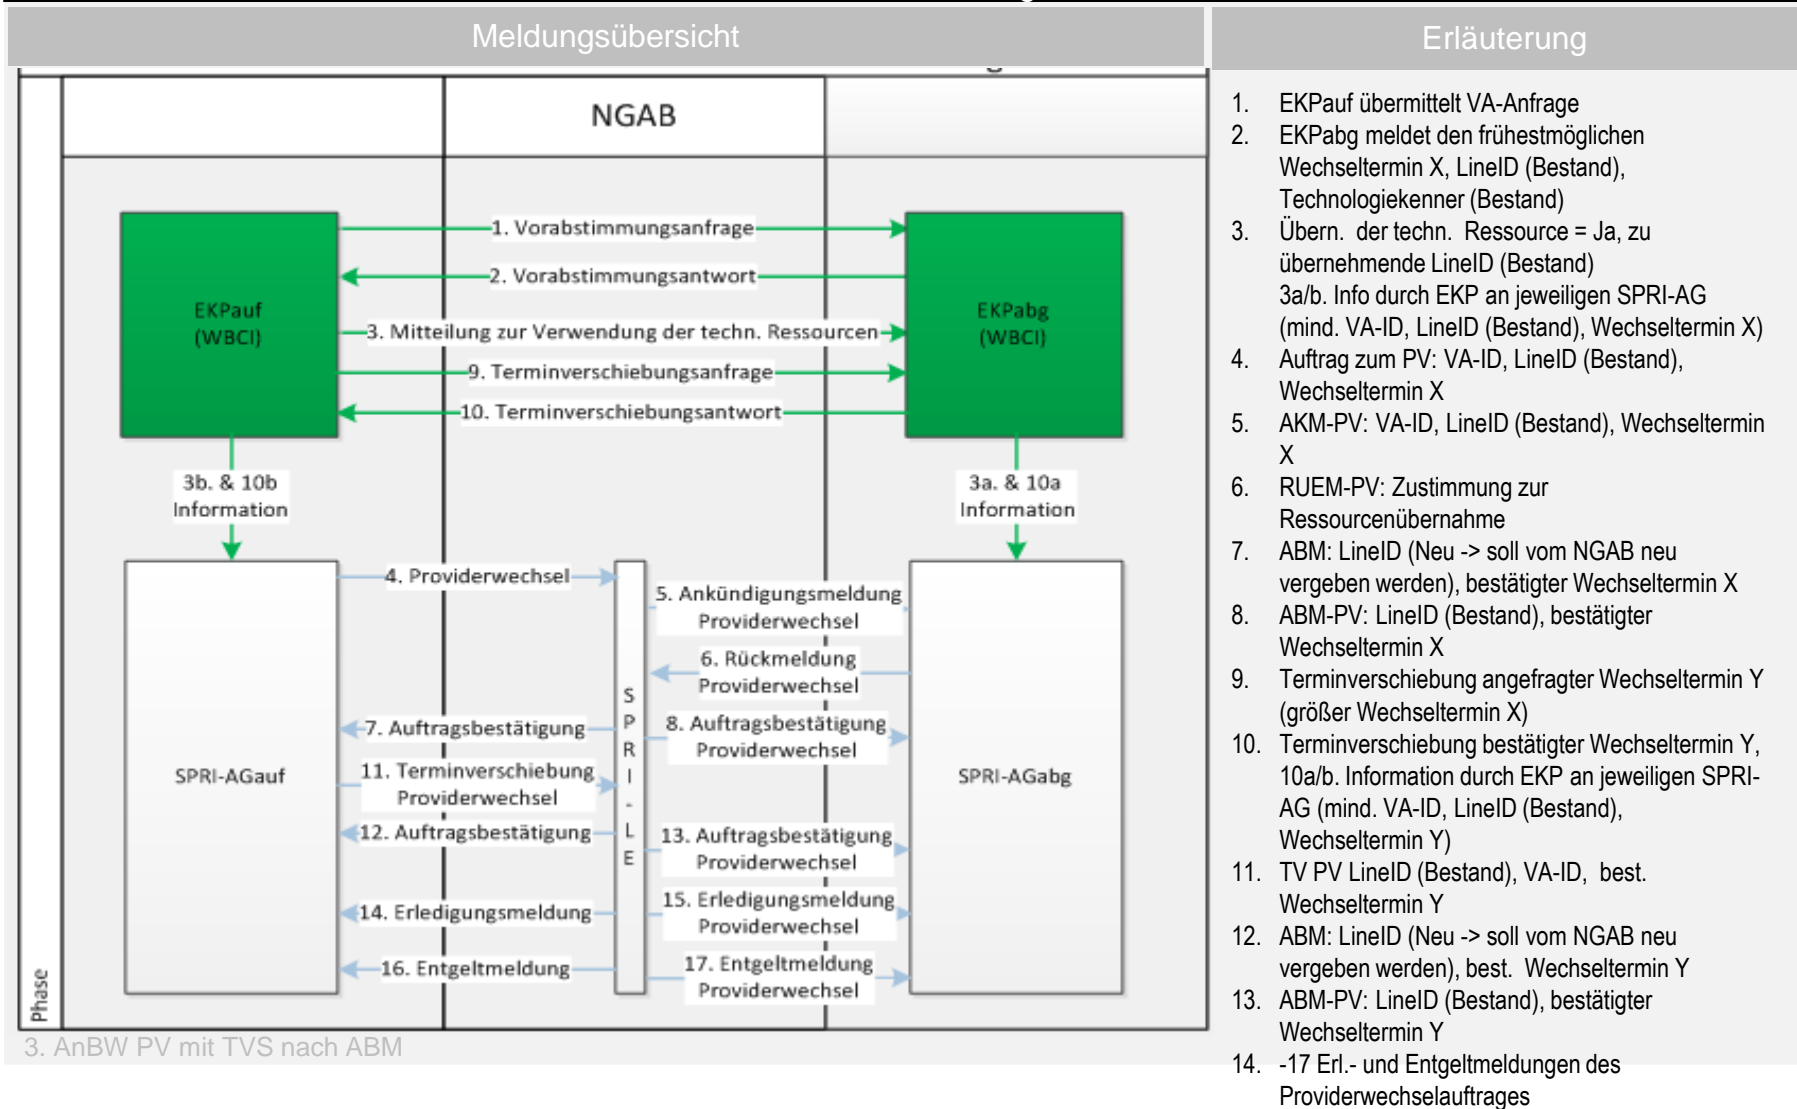 Meldungsübersicht
Erläuterung
NGAB
EKPauf
(WBCI)
EKPabg
(WBCI)
1. Vorabstimmungsanfrage
2. Vorabstimmungsantwort
3. Mitteilung zur Verwendung der techn. Ressourcen
9. Terminverschiebungsanfrage
10. Terminverschiebungsantwort
3b. & 10b
Information
3a. & 10a
Information
SPRI-AGauf
SPRI-LE
SPRI-AGabg
4. Providerwechsel
5. Ankündigungsmeldung
Providerwechsel
6. Rückmeldung
Providerwechsel
7. Auftragsbestätigung
8. Auftragsbestätigung
Providerwechsel
11. Terminverschiebung
Providerwechsel
12. Auftragsbestätigung
13. Auftragsbestätigung
Providerwechsel
14. Erledigungsmeldung
15. Erledigungsmeldung
Providerwechsel
16. Entgeltmeldung
17. Entgeltmeldung
Providerwechsel
Phase
3. AnBW PV mit TVS nach ABM
1. EKPauf übermittelt VA-Anfrage
2. EKPabg meldet den frühestmöglichen
Wechseltermin X, LineID (Bestand),
Technologiekenner (Bestand)
3. Übern. der techn. Ressource = Ja, zu
übernehmende LineID (Bestand)
3a/b. Info durch EKP an jeweiligen SPRI-AG
(mind. VA-ID, LineID (Bestand), Wechseltermin X)
4. Auftrag zum PV: VA-ID, LineID (Bestand),
Wechseltermin X
5. AKM-PV: VA-ID, LineID (Bestand), Wechseltermin
X
6. RUEM-PV: Zustimmung zur
Ressourcenübernahme
7. ABM: LineID (Neu -> soll vom NGAB neu
vergeben werden), bestätigter Wechseltermin X
8. ABM-PV: LineID (Bestand), bestätigter
Wechseltermin X
9. Terminverschiebung angefragter Wechseltermin Y
(größer Wechseltermin X)
10. Terminverschiebung bestätigter Wechseltermin Y,
10a/b. Information durch EKP an jeweiligen SPRI-
AG (mind. VA-ID, LineID (Bestand),
Wechseltermin Y)
11. TV PV LineID (Bestand), VA-ID, best.
Wechseltermin Y
12. ABM: LineID (Neu -> soll vom NGAB neu
vergeben werden), best. Wechseltermin Y
13. ABM-PV: LineID (Bestand), bestätigter
Wechseltermin Y
14. -17 Erl.- und Entgeltmeldungen des
Providerwechselauftrages